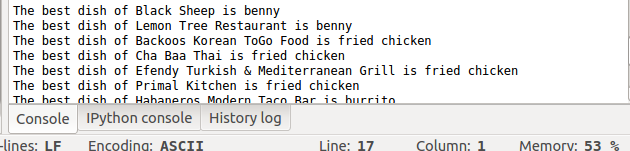 The best dish of Black Sheep is benny
The best dish of Lemon Tree Restaurant is benny
The best dish of Backoos Korean ToGo Food is fried chicken
The best dish of Cha Baa Thai is fried chicken
The best dish of Efendy Turkish & Mediterranean Grill is fried chicken
The best dish of Primal Kitchen is fried chicken
The best dish of Habaneros Modern Taco Bar is burrito
Console IPython console History log
-lines: LF Encoding: ASCII Line: 17 Column: 1 Memory: 53 %